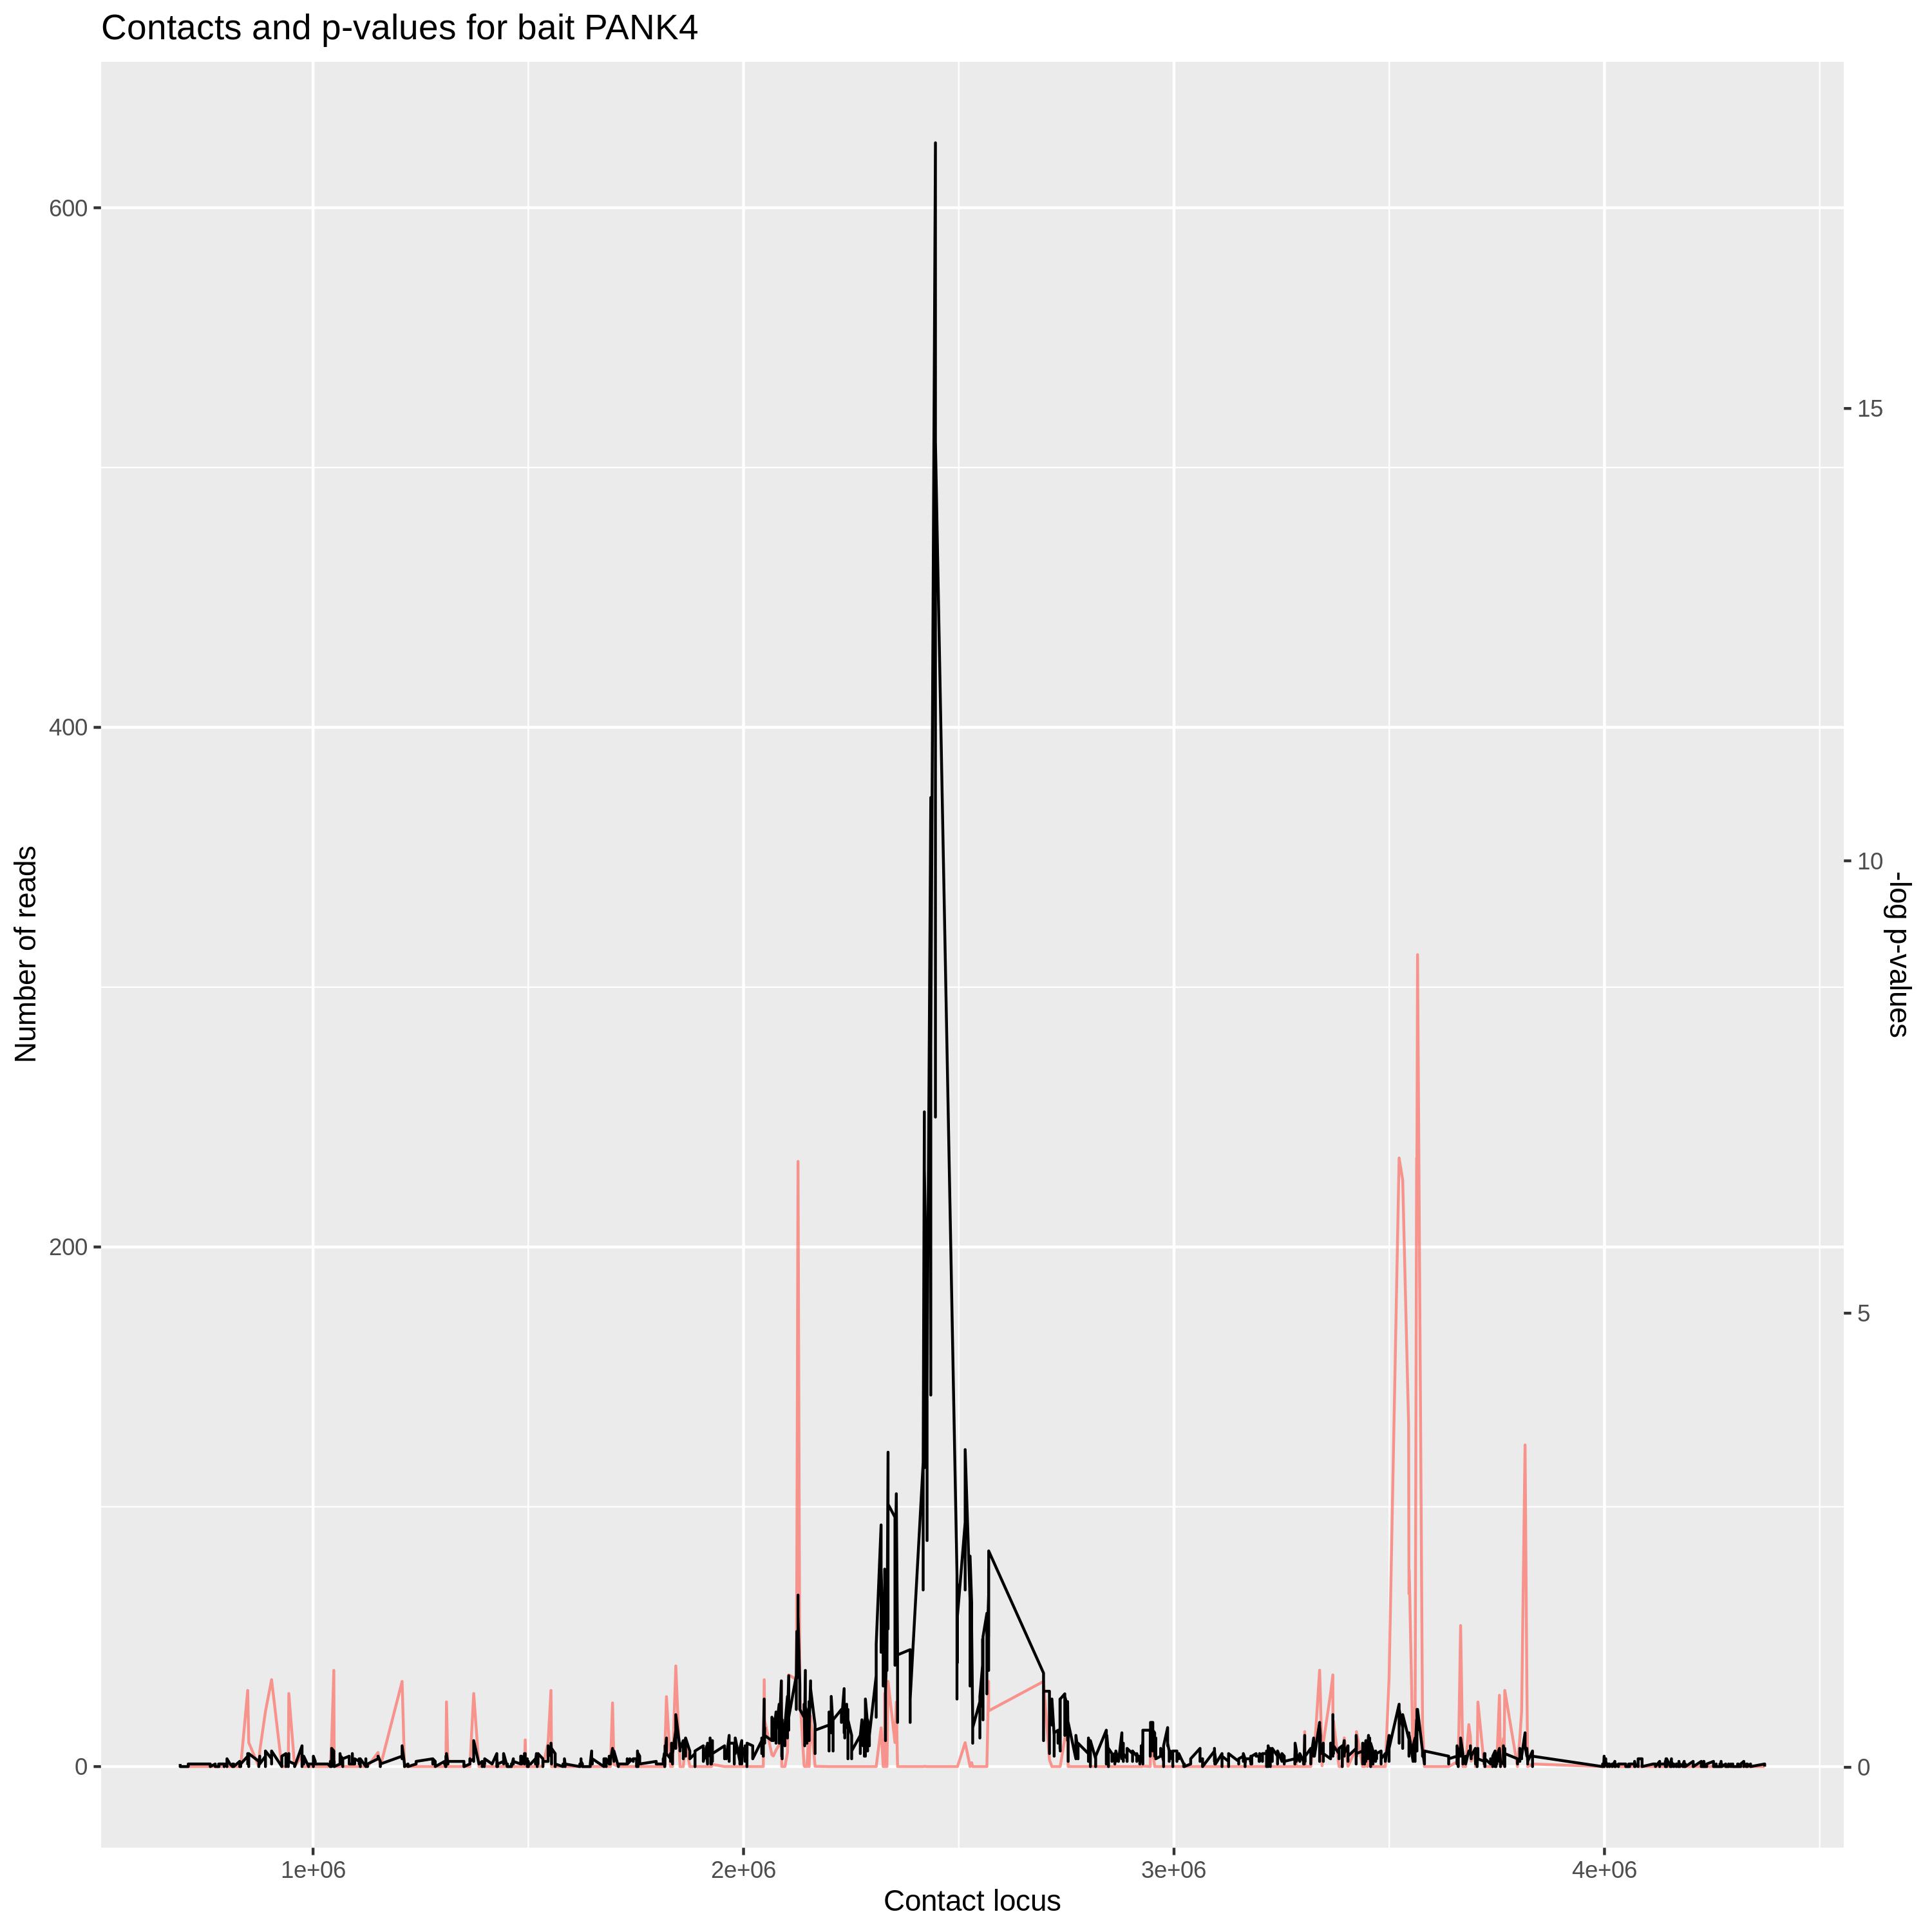 Contacts and p-values for bait PANK4
600
400
200
0
Number of reads
15
10
5
0
-log p-values
1e+06
2e+06
3e+06
4e+06
Contact locus